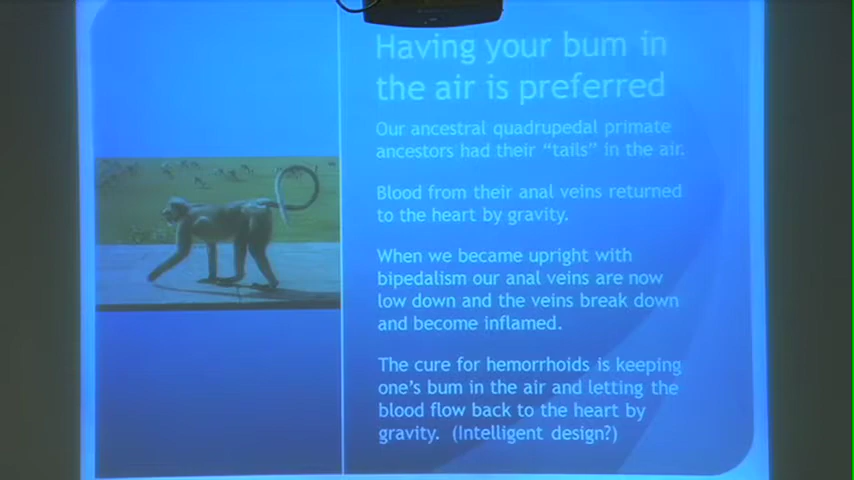 Having your bum in
the air is preferred
Our ancestral quadrupedal primate
ancestors had their “tails” in the air.
Blood from their anal veins returned
to the heart by gravity.
When we became upright with
bipedalism our anal veins are now
low down and the veins break down
and become inflamed.
The cure for hemorrhoids is keeping
one’s bum in the air and letting the
blood flow back to the heart by
gravity. (Intelligent design?)